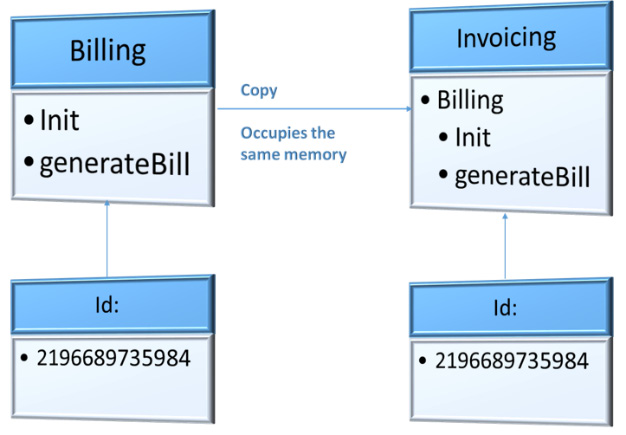 Billing
• Init
• generateBill
Copy
Occupies the
same memory
Invoicing
• Billing
• Init
• generateBill
Id:
• 2196689735984
Id:
• 2196689735984